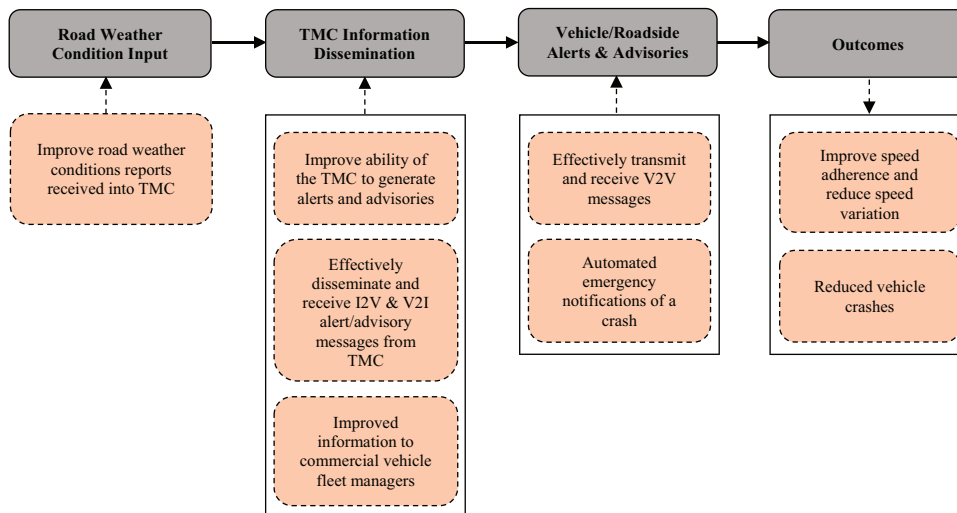 Road Weather
Condition Input
TMC Information
Dissemination
Vehicle/Roadside
Alerts & Advisories
Outcomes
Improve road weather
conditions reports
received into TMC
Improve ability of
the TMC to generate
alerts and advisories
Effectively
disseminate and
receive I2V & V2I
alert/advisory
messages from
TMC
Improved
information to
commercial vehicle
fleet managers
Effectively transmit
and receive V2V
messages
Automated
emergency
notifications of a
crash
Improve speed
adherence and
reduce speed
variation
Reduced vehicle
crashes